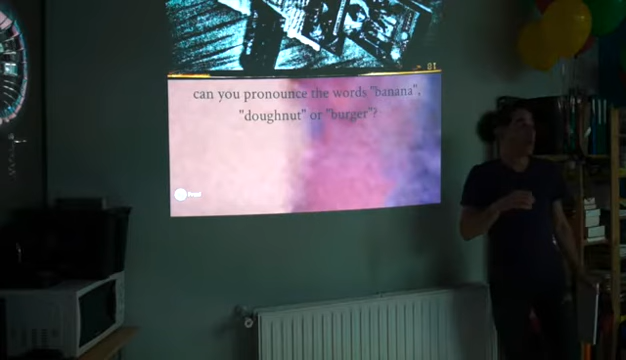 can you pronounce the words "banana",
"doughnut" or "burger"?